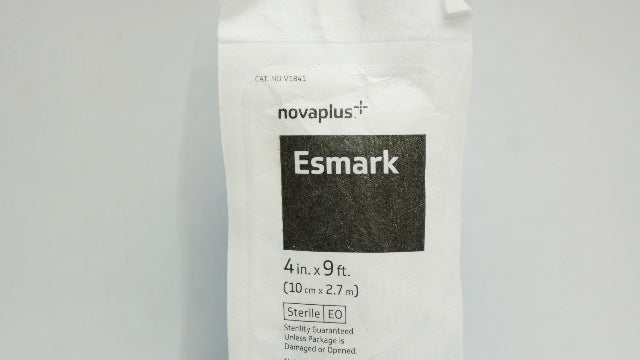 CAT. NO V1841
novaplus+
Esmark
4 in. x 9 ft.
(10 cm x 2.7 m)
Sterile EO
Sterility Guaranteed
Unless Package is
Damaged or Opened.